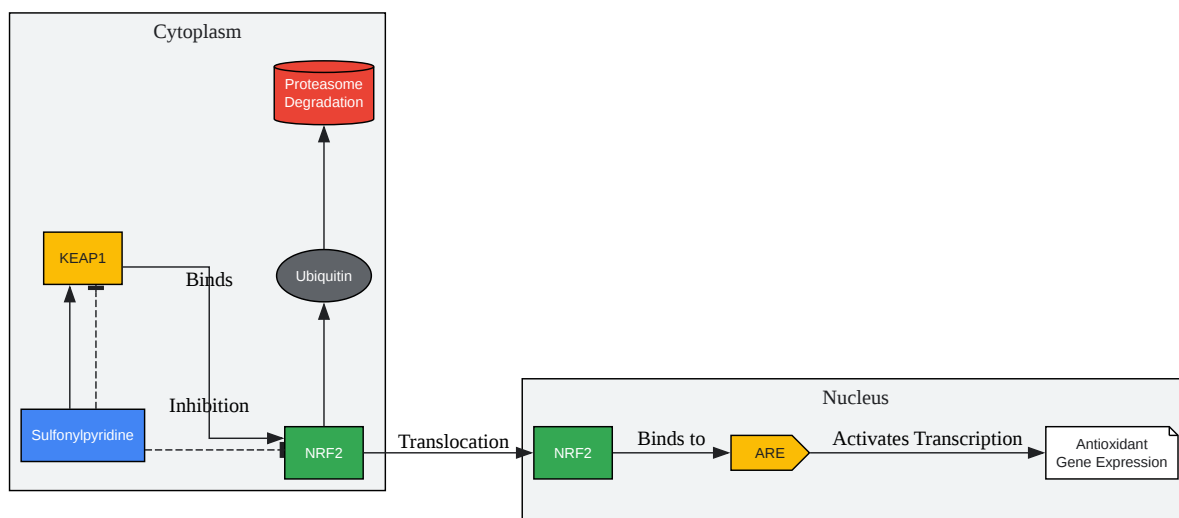 Cytoplasm
Proteasome
Degradation
KEAP1
Binds
Ubiquitin
Inhibition
Sulfonylpyridine
NRF2
Translocation
Nucleus
NRF2
Binds to
ARE
Activates Transcription
Antioxidant
Gene Expression